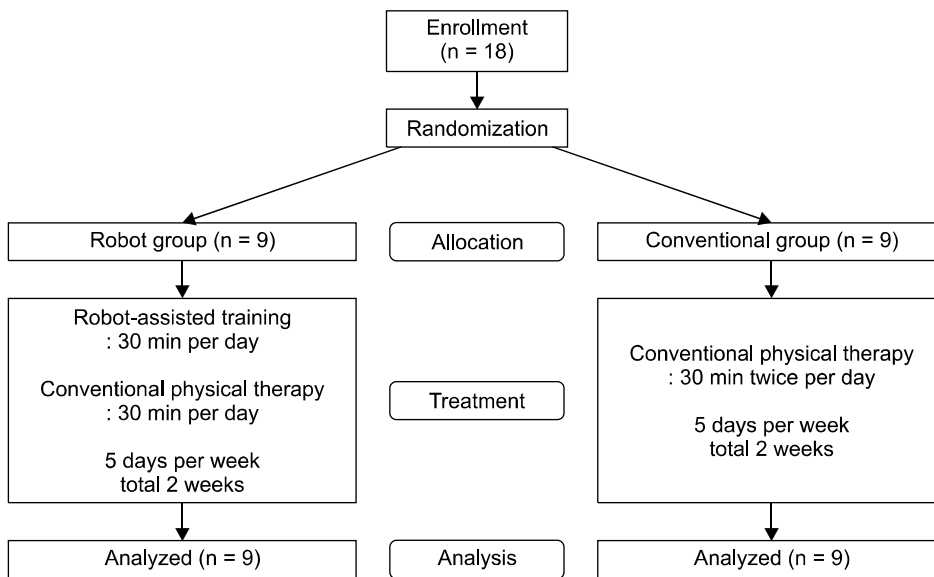 Enrollment
(n = 18)
Randomization
Robot group (n = 9)
Allocation
Conventional group (n = 9)
Robot-assisted training
: 30 min per day
Conventional physical therapy
: 30 min per day
5 days per week
total 2 weeks
Treatment
Conventional physical therapy
: 30 min twice per day
5 days per week
total 2 weeks
Analyzed (n = 9)
Analysis
Analyzed (n = 9)